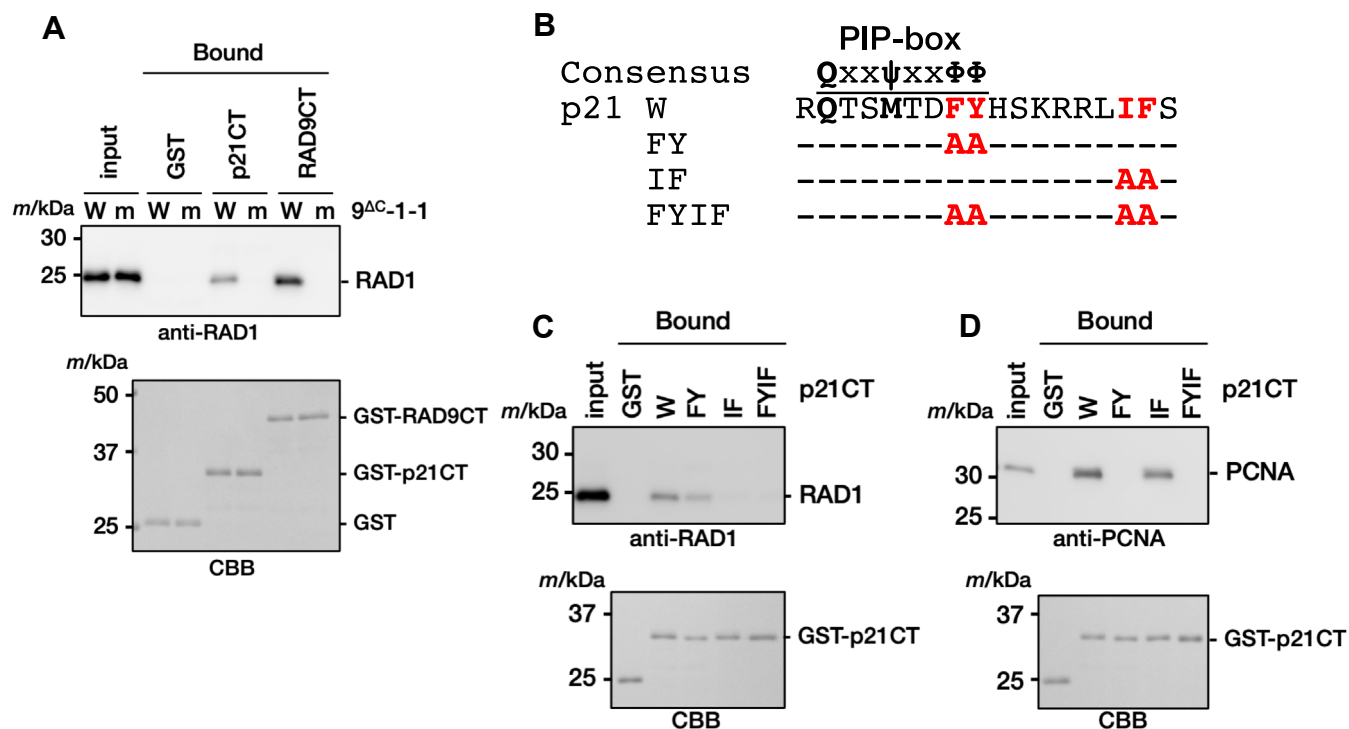 A
Bound
input
GST
p21CT
RAD9CT
m/kDa W m W m W m W m 9ΔC-1-1
30
25
RAD1
anti-RAD1
m/kDa
50
37
25
GST-RAD9CT
GST-p21CT
GST
CBB
B
PIP-box
Consensus QxxψxxΦΦ
p21 W RQTSMTDFYHSKRRLIFS
FY -------AA---------
IF ---------------AA-
FYIF -------AA------AA-
C
Bound
input
GST
W
FY
IF
FYIF
p21CT
m/kDa
30
25
RAD1
anti-RAD1
m/kDa
37
25
GST-p21CT
CBB
D
Bound
input
GST
W
FY
IF
FYIF
p21CT
m/kDa
30
25
PCNA
anti-PCNA
m/kDa
37
25
GST-p21CT
CBB